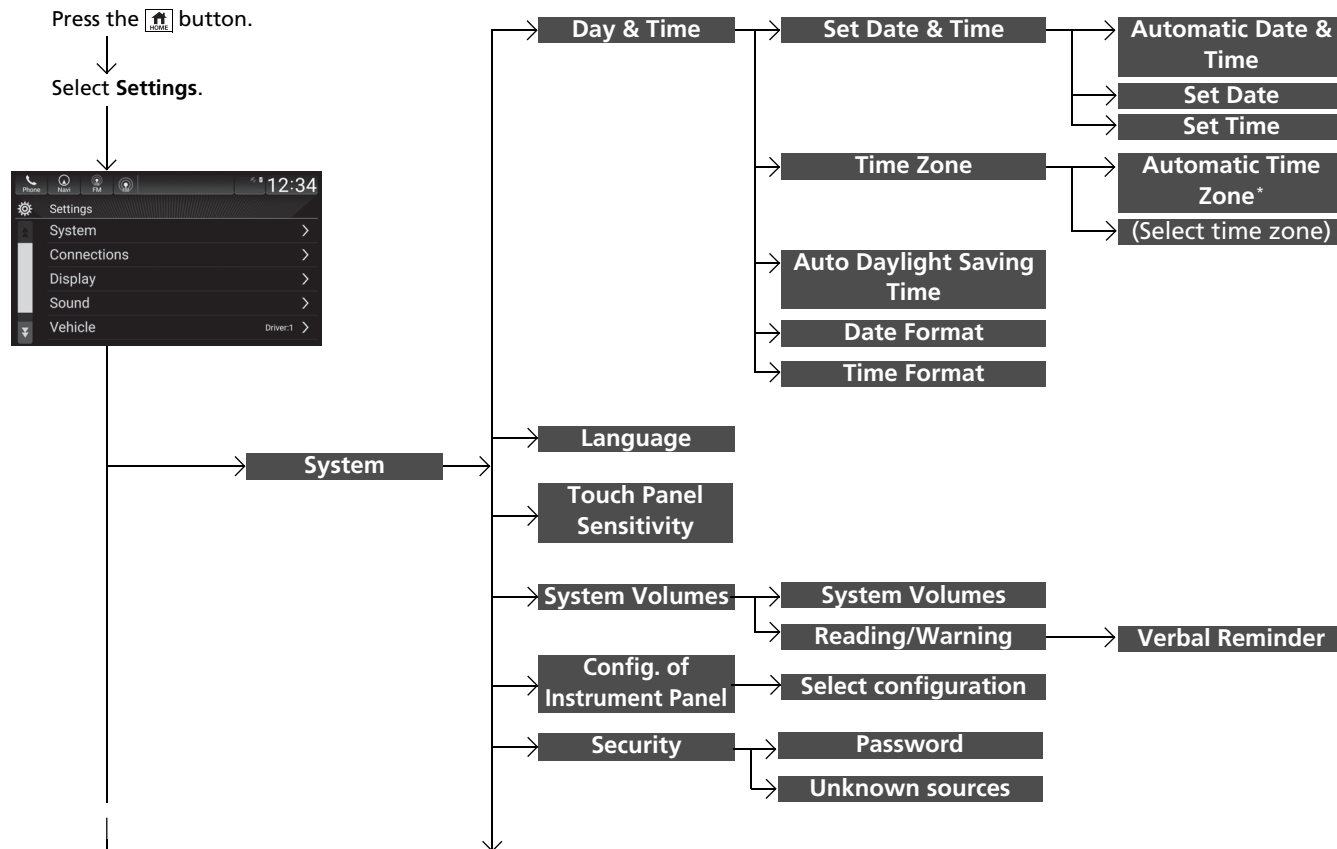 Press the HOME button.
Select Settings.
Phone Navi FM 12:34
Settings
System
Connections
Display
Sound
Vehicle Driver:1
System
Day & Time
Set Date & Time
Automatic Date &
Time
Set Date
Set Time
Time Zone
Automatic Time
Zone*
(Select time zone)
Auto Daylight Saving
Time
Date Format
Time Format
Language
Touch Panel
Sensitivity
System Volumes
System Volumes
Reading/Warning
Verbal Reminder
Config. of
Instrument Panel
Select configuration
Security
Password
Unknown sources